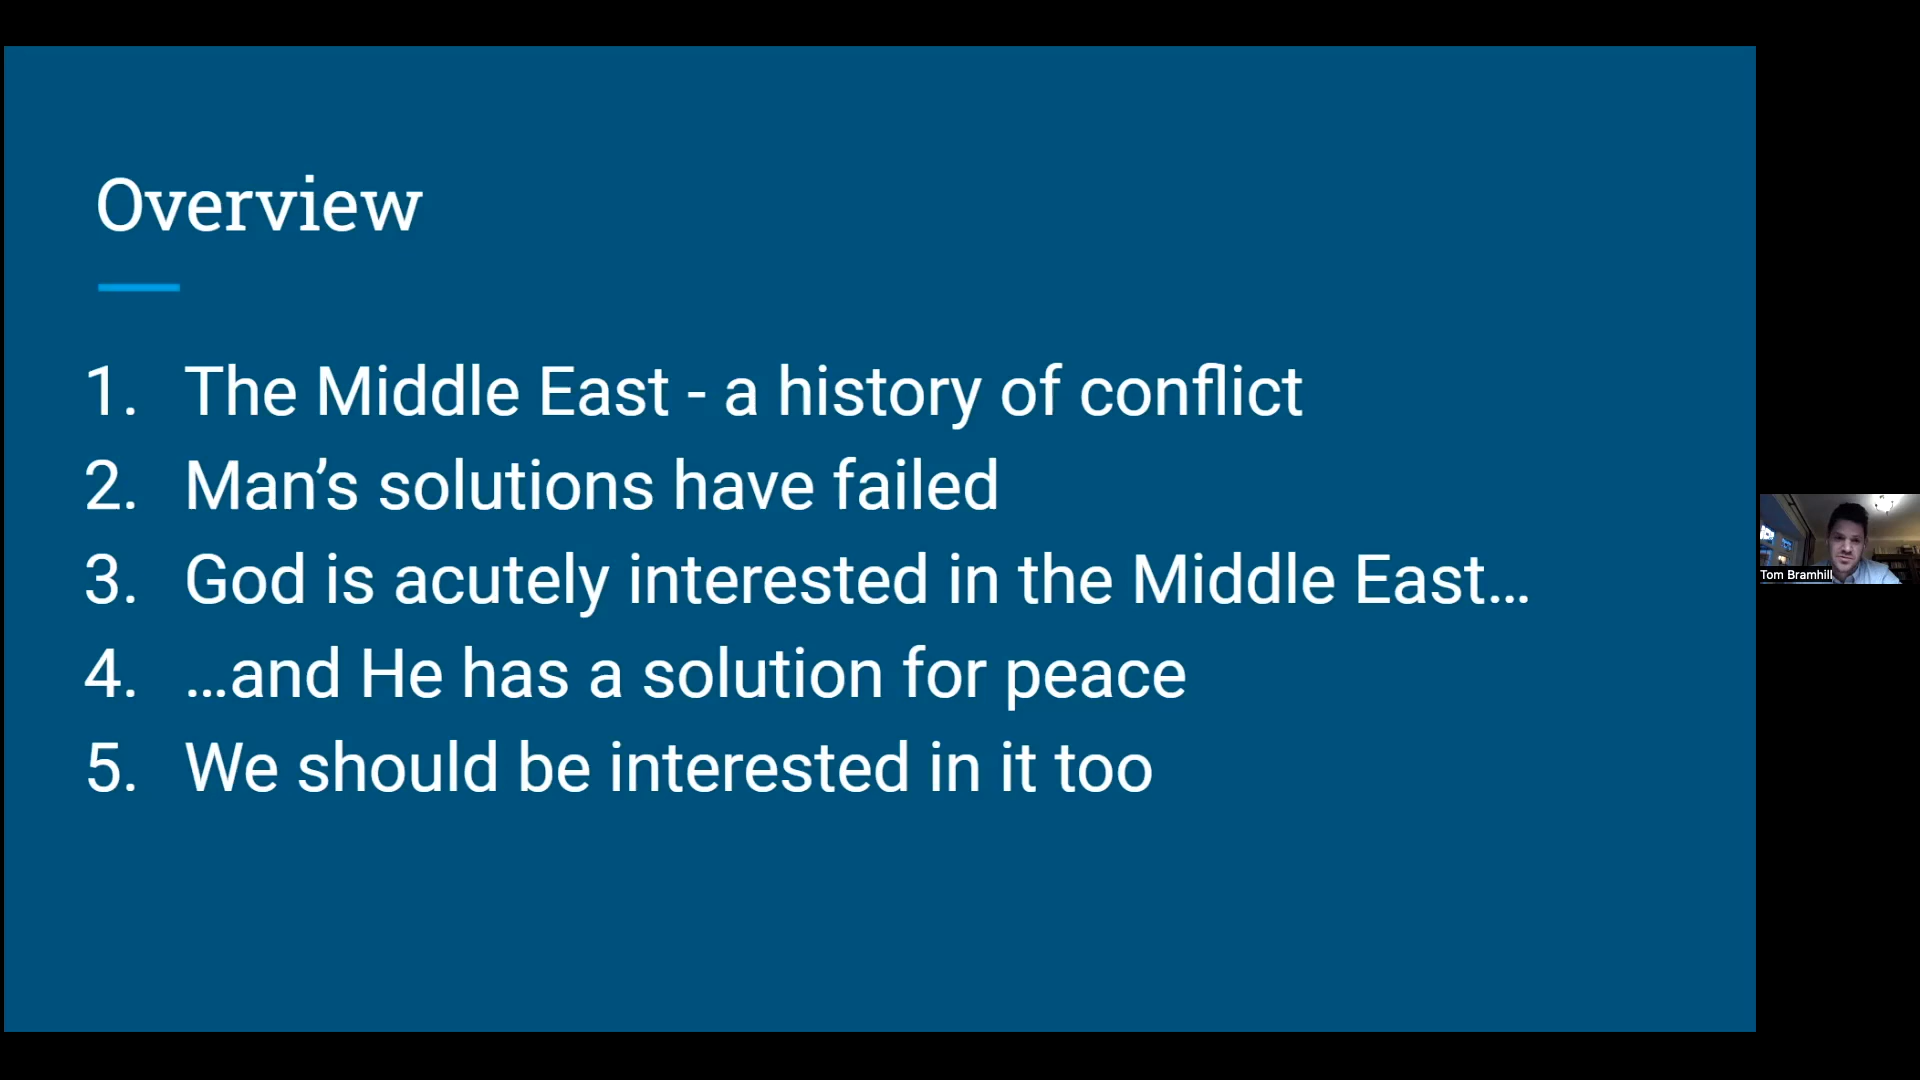 Overview
1. The Middle East - a history of conflict
2. Man’s solutions have failed
3. God is acutely interested in the Middle East…
4. …and He has a solution for peace
5. We should be interested in it too
Tom Bramhill